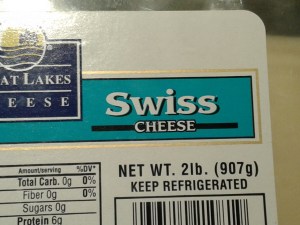 AT LAKES
EESE
Swiss
CHEESE
Amount/serving %DV*
Total Carb. 0g 0%
Fiber 0g 0%
Sugars 0g
Protein 6g
NET WT. 2lb. (907g)
KEEP REFRIGERATED